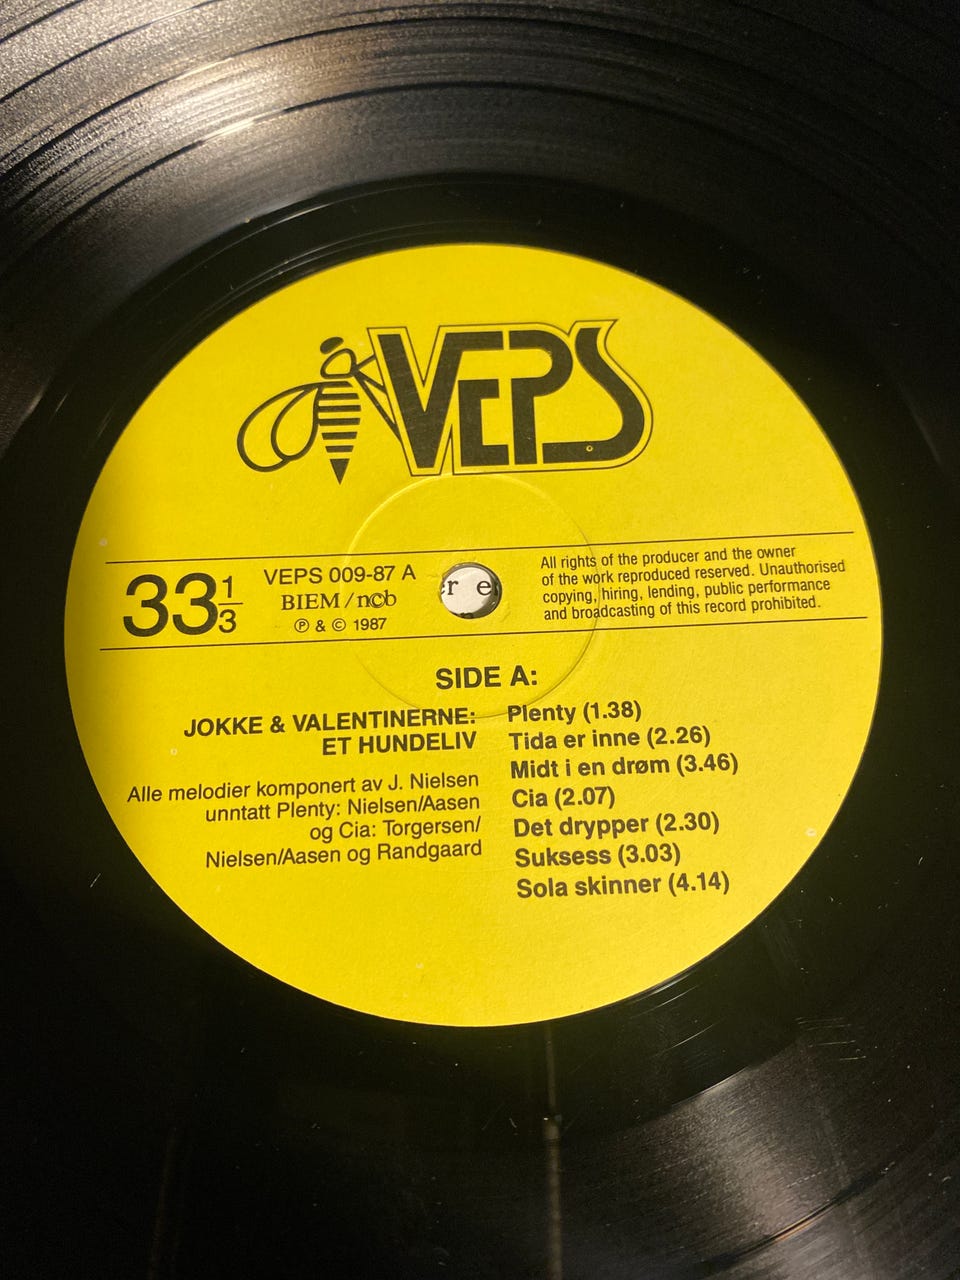 VEPS
33 1/3
VEPS 009-87 A
BIEM/ncb
℗ & © 1987
r e
All rights of the producer and the owner
of the work reproduced reserved. Unauthorised
copying, hiring, lending, public performance
and broadcasting of this record prohibited.
SIDE A:
JOKKE & VALENTINERNE:
ET HUNDELIV
Alle melodier komponert av J. Nielsen
unntatt Plenty: Nielsen/Aasen
og Cia: Torgersen/
Nielsen/Aasen og Randgaard
Plenty (1.38)
Tida er inne (2.26)
Midt i en drøm (3.46)
Cia (2.07)
Det drypper (2.30)
Suksess (3.03)
Sola skinner (4.14)